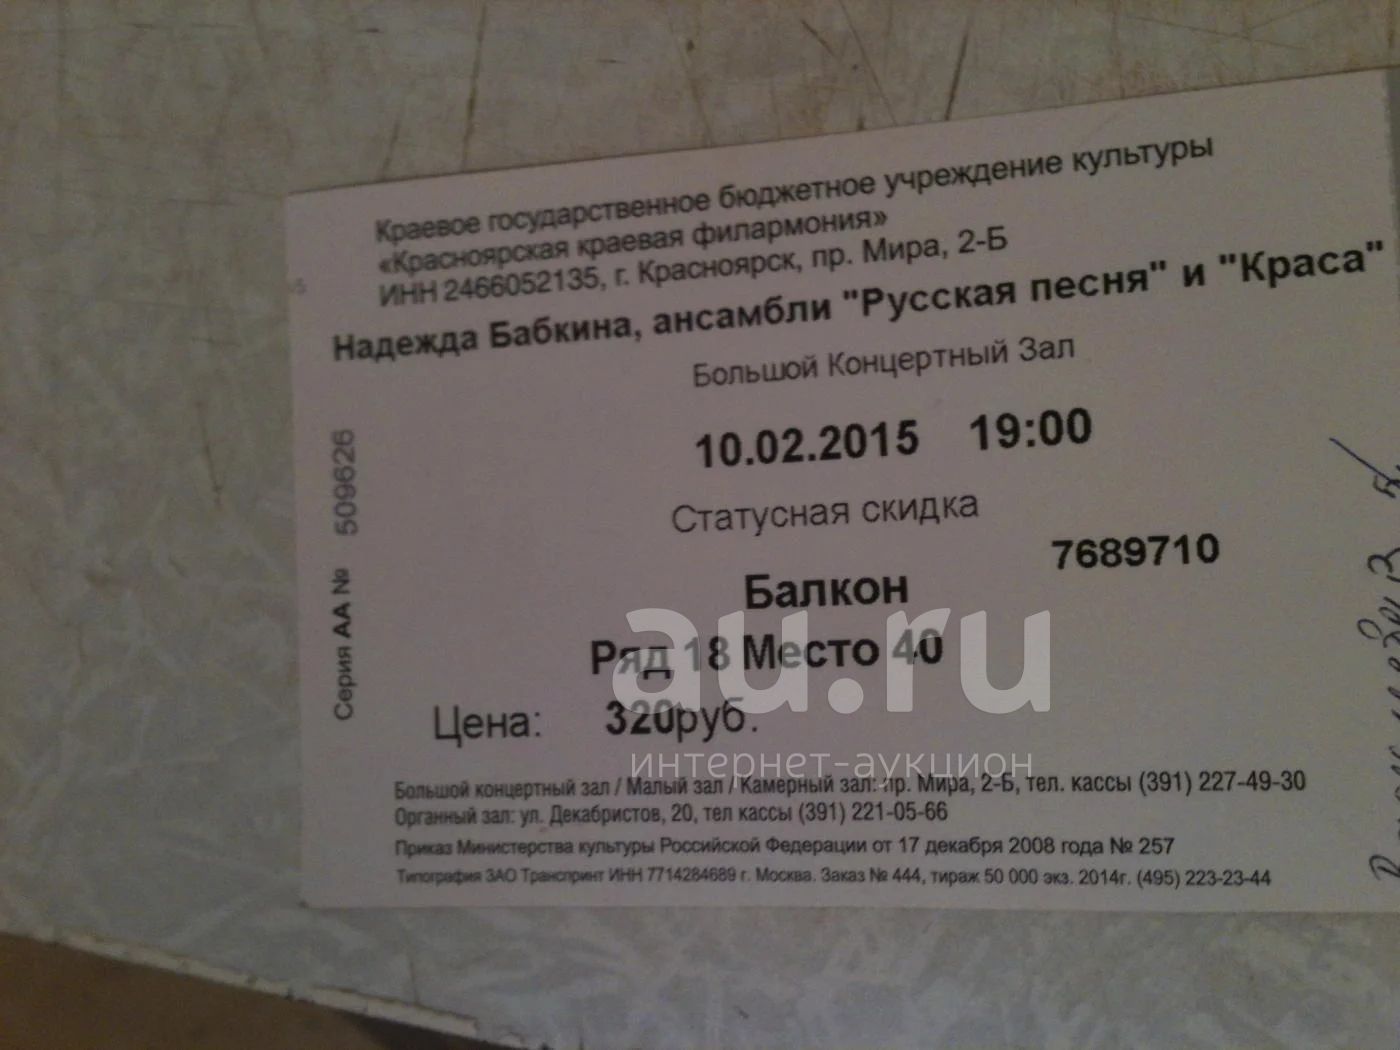 Краевое государственное бюджетное учреждение культуры
«Красноярская краевая филармония»
ИНН 2466052135, г. Красноярск, пр. Мира, 2-Б
Надежда Бабкина, ансамбли "Русская песня" и "Краса"
Большой Концертный Зал
10.02.2015 19:00
Статусная скидка
7689710
Балкон
Ряд 18 Место 40
Цена: 320руб.
Серия АА № 509626
au.ru
интернет-аукцион
Большой концертный зал / Малый зал / Камерный зал: пр. Мира, 2-Б, тел. кассы (391) 227-49-30
Органный зал: ул. Декабристов, 20, тел кассы (391) 221-05-66
Приказ Министерства культуры Российской Федерации от 17 декабря 2008 года № 257
Типография ЗАО Транспринт ИНН 7714284689 г. Москва. Заказ № 444, тираж 50 000 экз. 2014г. (495) 223-23-44